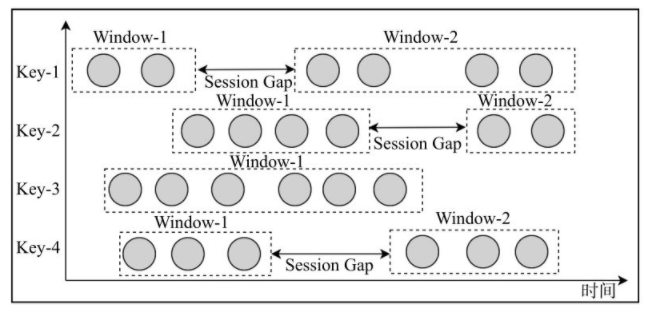 Window-1
Window-2
Key-1
Session Gap
Window-1
Window-2
Key-2
Session Gap
Window-1
Key-3
Window-1
Window-2
Key-4
Session Gap
时间